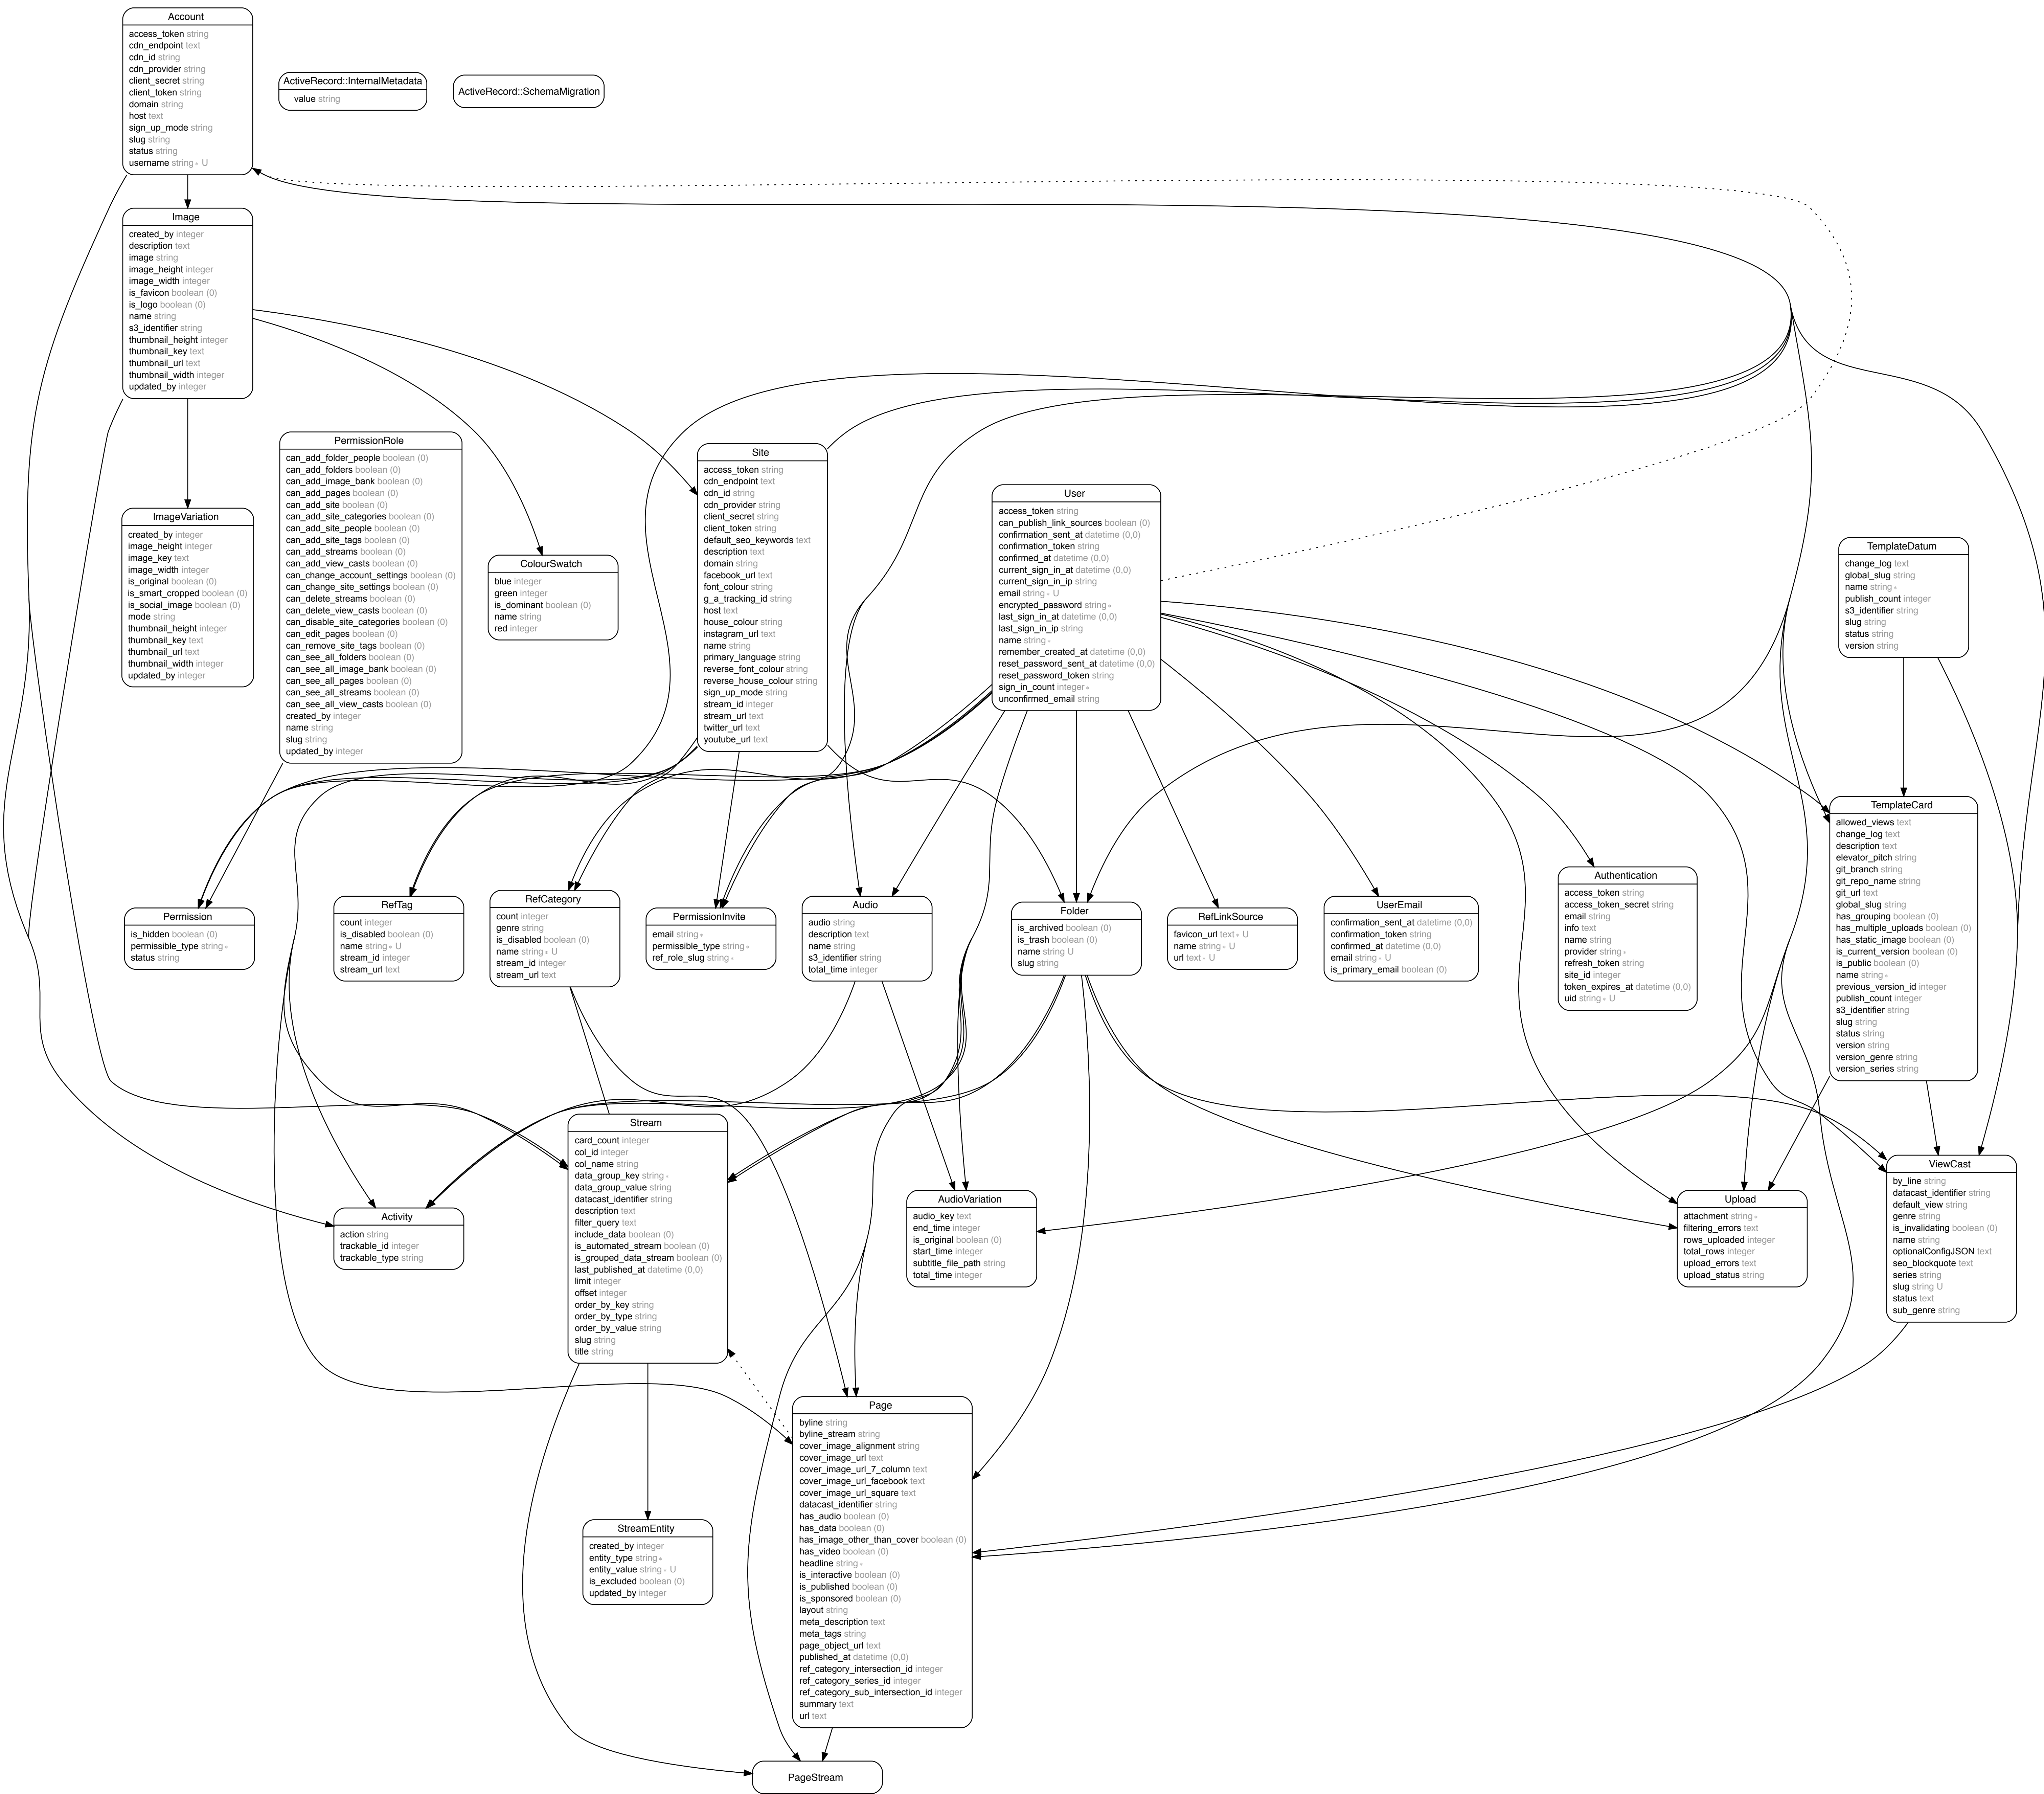 Account
access_token string
cdn_endpoint text
cdn_id string
cdn_provider string
client_secret string
client_token string
domain string
host text
sign_up_mode string
slug string
status string
username string∗ U
ActiveRecord::InternalMetadata
value string
ActiveRecord::SchemaMigration
Image
created_by integer
description text
image string
image_height integer
image_width integer
is_favicon boolean (0)
is_logo boolean (0)
name string
s3_identifier string
thumbnail_height integer
thumbnail_key text
thumbnail_url text
thumbnail_width integer
updated_by integer
PermissionRole
can_add_folder_people boolean (0)
can_add_folders boolean (0)
can_add_image_bank boolean (0)
can_add_pages boolean (0)
can_add_site boolean (0)
can_add_site_categories boolean (0)
can_add_site_people boolean (0)
can_add_site_tags boolean (0)
can_add_streams boolean (0)
can_add_view_casts boolean (0)
can_change_account_settings boolean (0)
can_change_site_settings boolean (0)
can_delete_streams boolean (0)
can_delete_view_casts boolean (0)
can_disable_site_categories boolean (0)
can_edit_pages boolean (0)
can_remove_site_tags boolean (0)
can_see_all_folders boolean (0)
can_see_all_image_bank boolean (0)
can_see_all_pages boolean (0)
can_see_all_streams boolean (0)
can_see_all_view_casts boolean (0)
created_by integer
name string
slug string
updated_by integer
Site
access_token string
cdn_endpoint text
cdn_id string
cdn_provider string
client_secret string
client_token string
default_seo_keywords text
description text
domain string
facebook_url text
font_colour string
g_a_tracking_id string
host text
house_colour string
instagram_url text
name string
primary_language string
reverse_font_colour string
reverse_house_colour string
sign_up_mode string
stream_id integer
stream_url text
twitter_url text
youtube_url text
User
access_token string
can_publish_link_sources boolean (0)
confirmation_sent_at datetime (0,0)
confirmation_token string
confirmed_at datetime (0,0)
current_sign_in_at datetime (0,0)
current_sign_in_ip string
email string∗ U
encrypted_password string∗
last_sign_in_at datetime (0,0)
last_sign_in_ip string
name string∗
remember_created_at datetime (0,0)
reset_password_sent_at datetime (0,0)
reset_password_token string
sign_in_count integer∗
unconfirmed_email string
ImageVariation
created_by integer
image_height integer
image_key text
image_width integer
is_original boolean (0)
is_smart_cropped boolean (0)
is_social_image boolean (0)
mode string
thumbnail_height integer
thumbnail_key text
thumbnail_url text
thumbnail_width integer
updated_by integer
ColourSwatch
blue integer
green integer
is_dominant boolean (0)
name string
red integer
TemplateDatum
change_log text
global_slug string
name string∗
publish_count integer
s3_identifier string
slug string
status string
version string
TemplateCard
allowed_views text
change_log text
description text
elevator_pitch string
git_branch string
git_repo_name string
git_url text
global_slug string
has_grouping boolean (0)
has_multiple_uploads boolean (0)
has_static_image boolean (0)
is_current_version boolean (0)
is_public boolean (0)
name string∗
previous_version_id integer
publish_count integer
s3_identifier string
slug string
status string
version string
version_genre string
version_series string
Permission
is_hidden boolean (0)
permissible_type string∗
status string
RefTag
count integer
is_disabled boolean (0)
name string∗ U
stream_id integer
stream_url text
RefCategory
count integer
genre string
is_disabled boolean (0)
name string∗ U
stream_id integer
stream_url text
PermissionInvite
email string∗
permissible_type string∗
ref_role_slug string∗
Audio
audio string
description text
name string
s3_identifier string
total_time integer
Folder
is_archived boolean (0)
is_trash boolean (0)
name string U
slug string
RefLinkSource
favicon_url text∗ U
name string∗ U
url text∗ U
UserEmail
confirmation_sent_at datetime (0,0)
confirmation_token string
confirmed_at datetime (0,0)
email string∗ U
is_primary_email boolean (0)
Authentication
access_token string
access_token_secret string
email string
info text
name string
provider string∗
refresh_token string
site_id integer
token_expires_at datetime (0,0)
uid string∗ U
Stream
card_count integer
col_id integer
col_name string
data_group_key string∗
data_group_value string
datacast_identifier string
description text
filter_query text
include_data boolean (0)
is_automated_stream boolean (0)
is_grouped_data_stream boolean (0)
last_published_at datetime (0,0)
limit integer
offset integer
order_by_key string
order_by_type string
order_by_value string
slug string
title string
Activity
action string
trackable_id integer
trackable_type string
AudioVariation
audio_key text
end_time integer
is_original boolean (0)
start_time integer
subtitle_file_path string
total_time integer
Upload
attachment string∗
filtering_errors text
rows_uploaded integer
total_rows integer
upload_errors text
upload_status string
ViewCast
by_line string
datacast_identifier string
default_view string
genre string
is_invalidating boolean (0)
name string
optionalConfigJSON text
seo_blockquote text
series string
slug string U
status text
sub_genre string
Page
byline string
byline_stream string
cover_image_alignment string
cover_image_url text
cover_image_url_7_column text
cover_image_url_facebook text
cover_image_url_square text
datacast_identifier string
has_audio boolean (0)
has_data boolean (0)
has_image_other_than_cover boolean (0)
has_video boolean (0)
headline string∗
is_interactive boolean (0)
is_published boolean (0)
is_sponsored boolean (0)
layout string
meta_description text
meta_tags string
page_object_url text
published_at datetime (0,0)
ref_category_intersection_id integer
ref_category_series_id integer
ref_category_sub_intersection_id integer
summary text
url text
StreamEntity
created_by integer
entity_type string∗
entity_value string∗ U
is_excluded boolean (0)
updated_by integer
PageStream